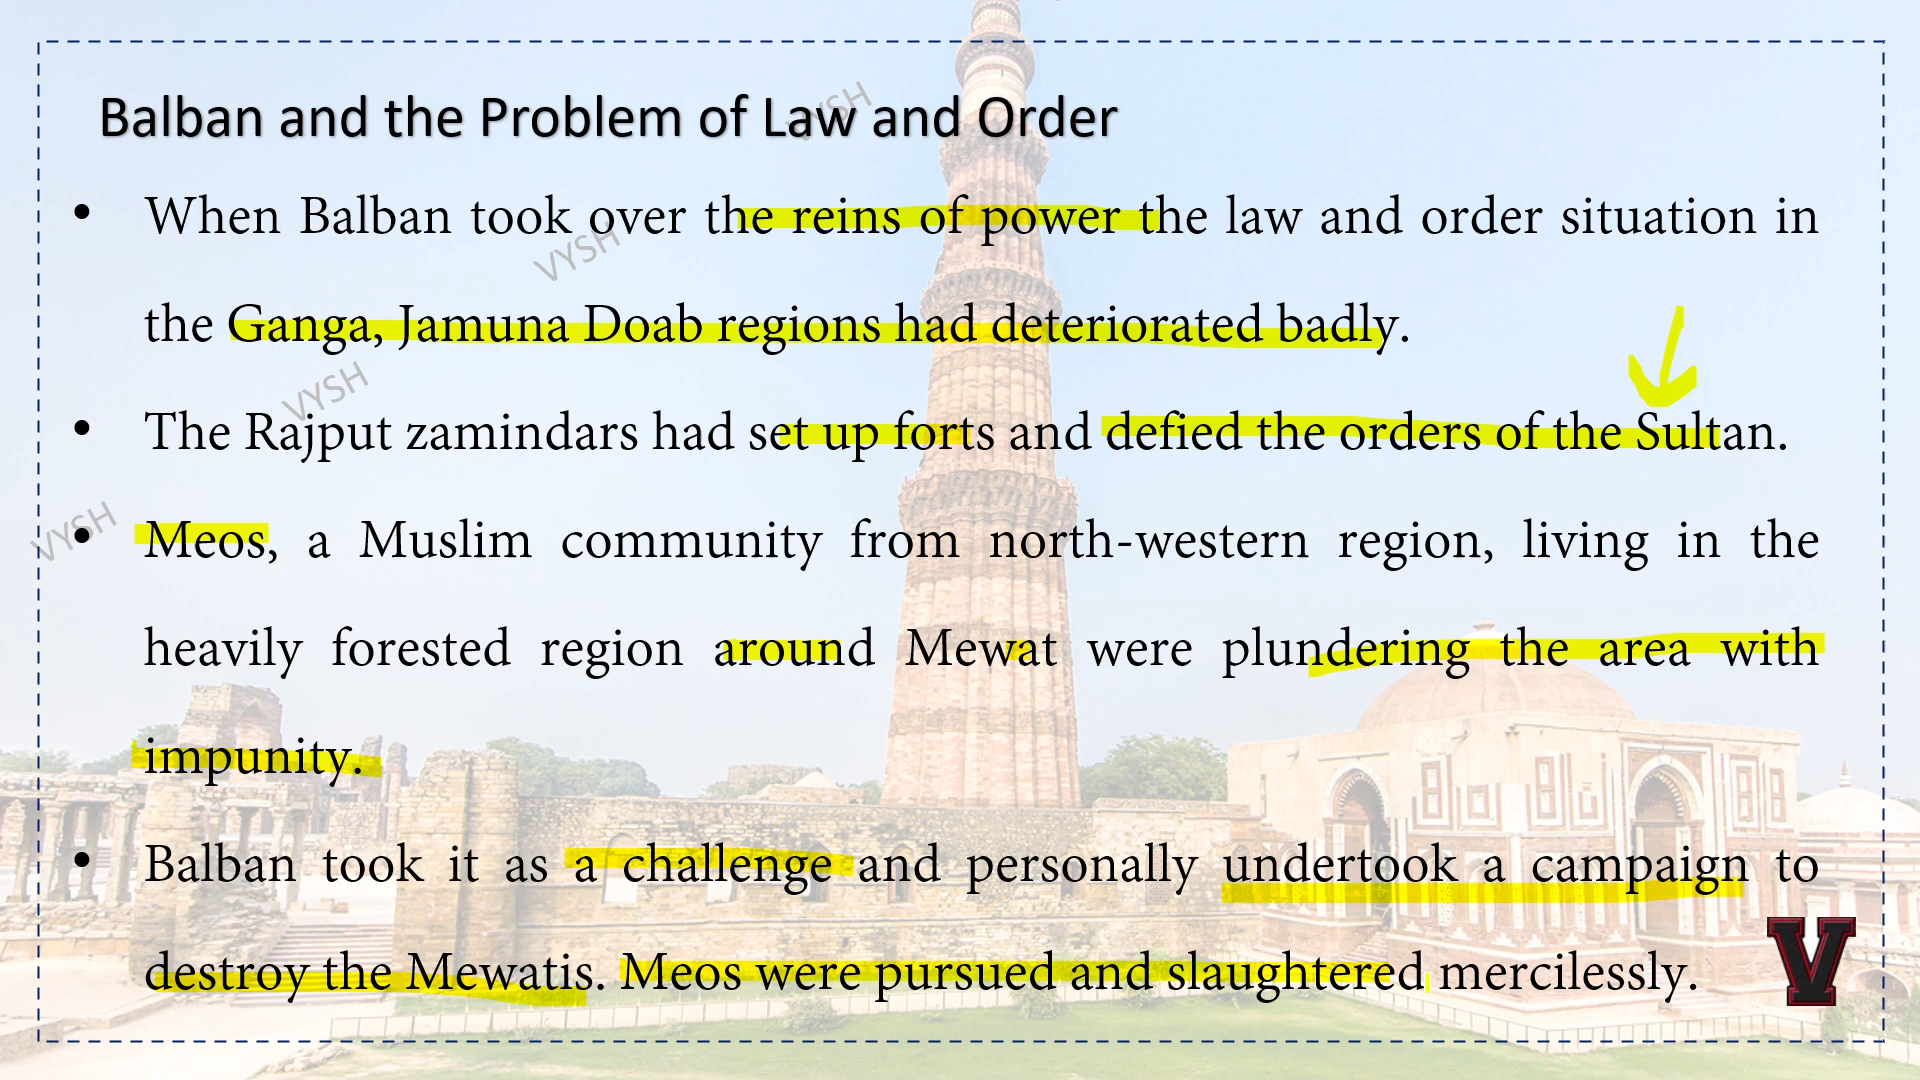 Balban and the Problem of Law and Order
VYSH
• When Balban took over the reins of power the law and order situation in
VYSH
the Ganga, Jamuna Doab regions had deteriorated badly.
VYSH
• The Rajput zamindars had set up forts and defied the orders of the Sultan.
VYSH
• Meos, a Muslim community from north-western region, living in the
heavily forested region around Mewat were plundering the area with
impunity.
• Balban took it as a challenge and personally undertook a campaign to
destroy the Mewatis. Meos were pursued and slaughtered mercilessly.
V